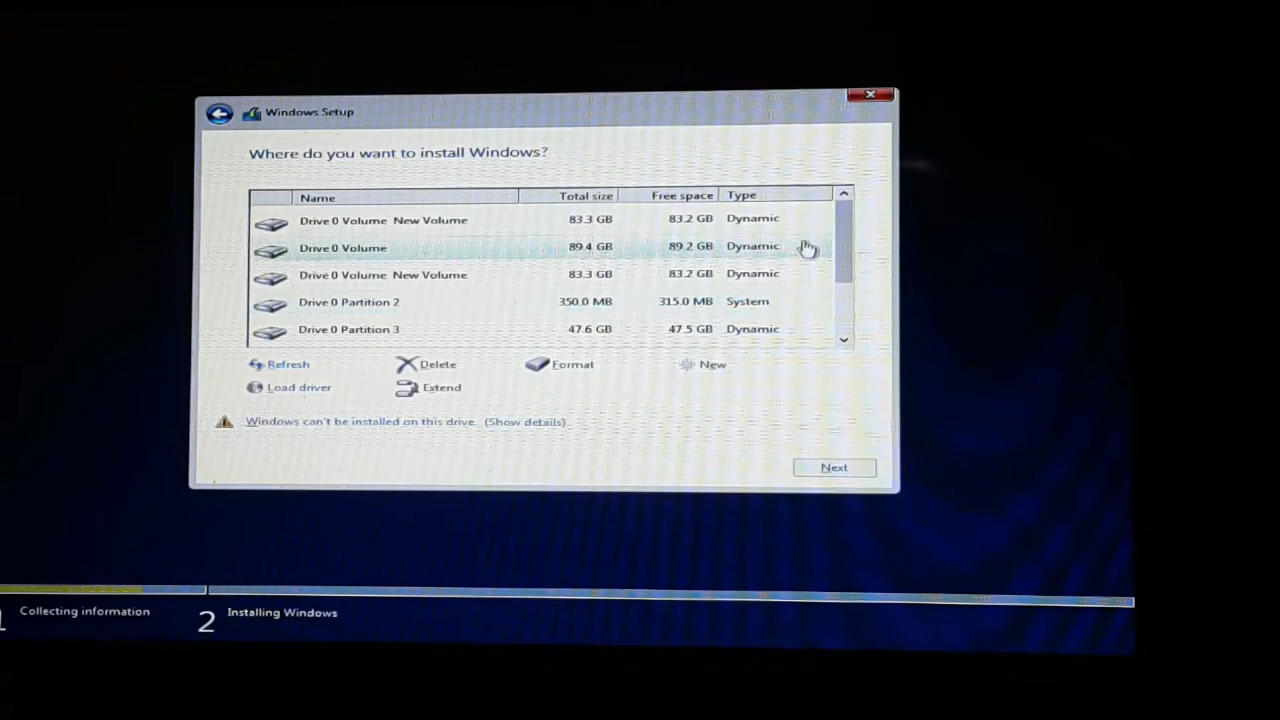 Windows Setup
Where do you want to install Windows?
Name Total size Free space Type
Drive 0 Volume New Volume 83.3 GB 83.2 GB Dynamic
Drive 0 Volume 89.4 GB 89.2 GB Dynamic
Drive 0 Volume New Volume 83.3 GB 83.2 GB Dynamic
Drive 0 Partition 2 350.0 MB 315.0 MB System
Drive 0 Partition 3 47.6 GB 47.5 GB Dynamic
Refresh Delete Format New
Load driver Extend
Windows can't be installed on this drive. (Show details)
Next
1 Collecting information 2 Installing Windows